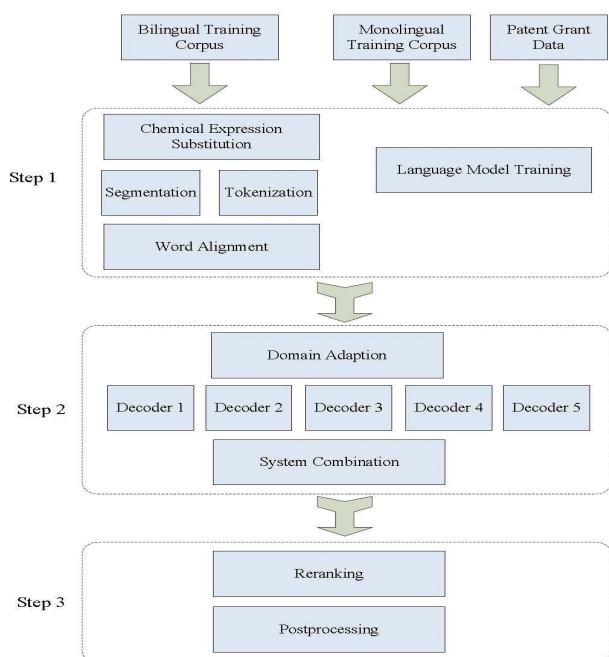 Bilingual Training
Corpus
Monolingual
Training Corpus
Patent Grant
Data
Step 1
Chemical Expression
Substitution
Segmentation
Tokenization
Word Alignment
Language Model Training
Step 2
Domain Adaption
Decoder 1
Decoder 2
Decoder 3
Decoder 4
Decoder 5
System Combination
Step 3
Reranking
Postprocessing